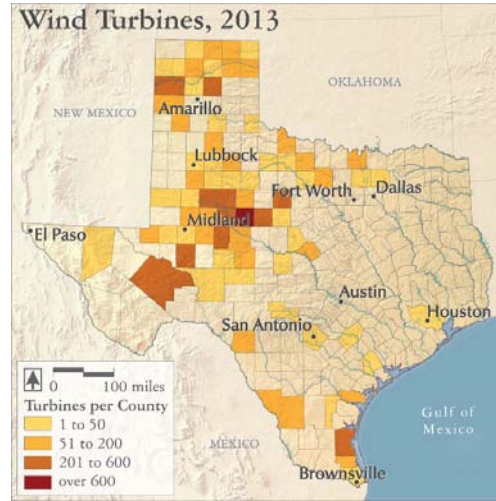 Wind Turbines, 2013
OKLAHOMA
NEW MEXICO
Amarillo
Lubbock
Fort Worth
Dallas
El Paso
Midland
Austin
Houston
San Antonio
0 100 miles
Turbines per County
1 to 50
51 to 200
201 to 600
over 600
Gulf of
Mexico
MEXICO
Brownsville